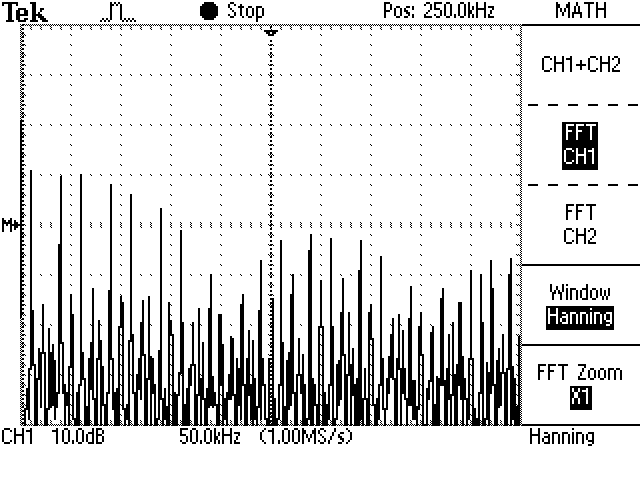 Tek Stop Pos: 250.0kHz MATH
CH1+CH2
FFT
CH1
M
FFT
CH2
Window
Hanning
FFT Zoom
X1
CH1 10.0dB 50.0kHz (1.00MS/s) Hanning